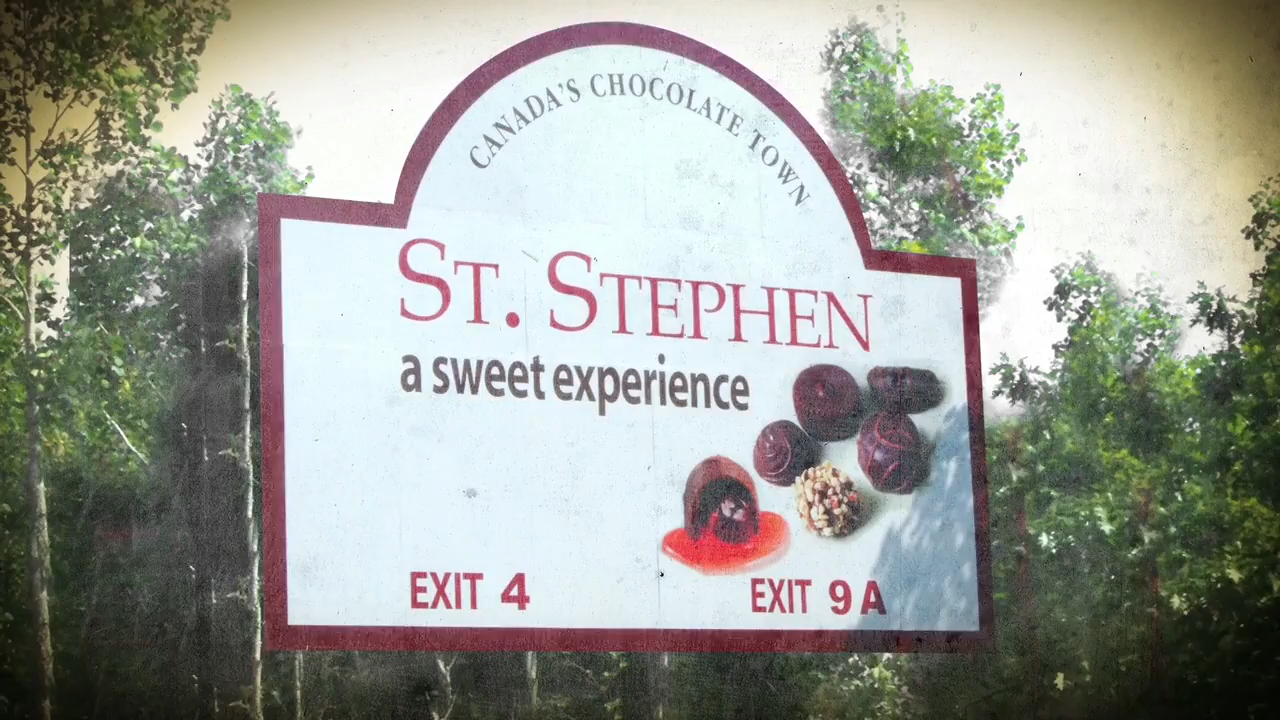 CANADA'S CHOCOLATE TOWN
ST. STEPHEN
a sweet experience
EXIT 4 EXIT 9 A